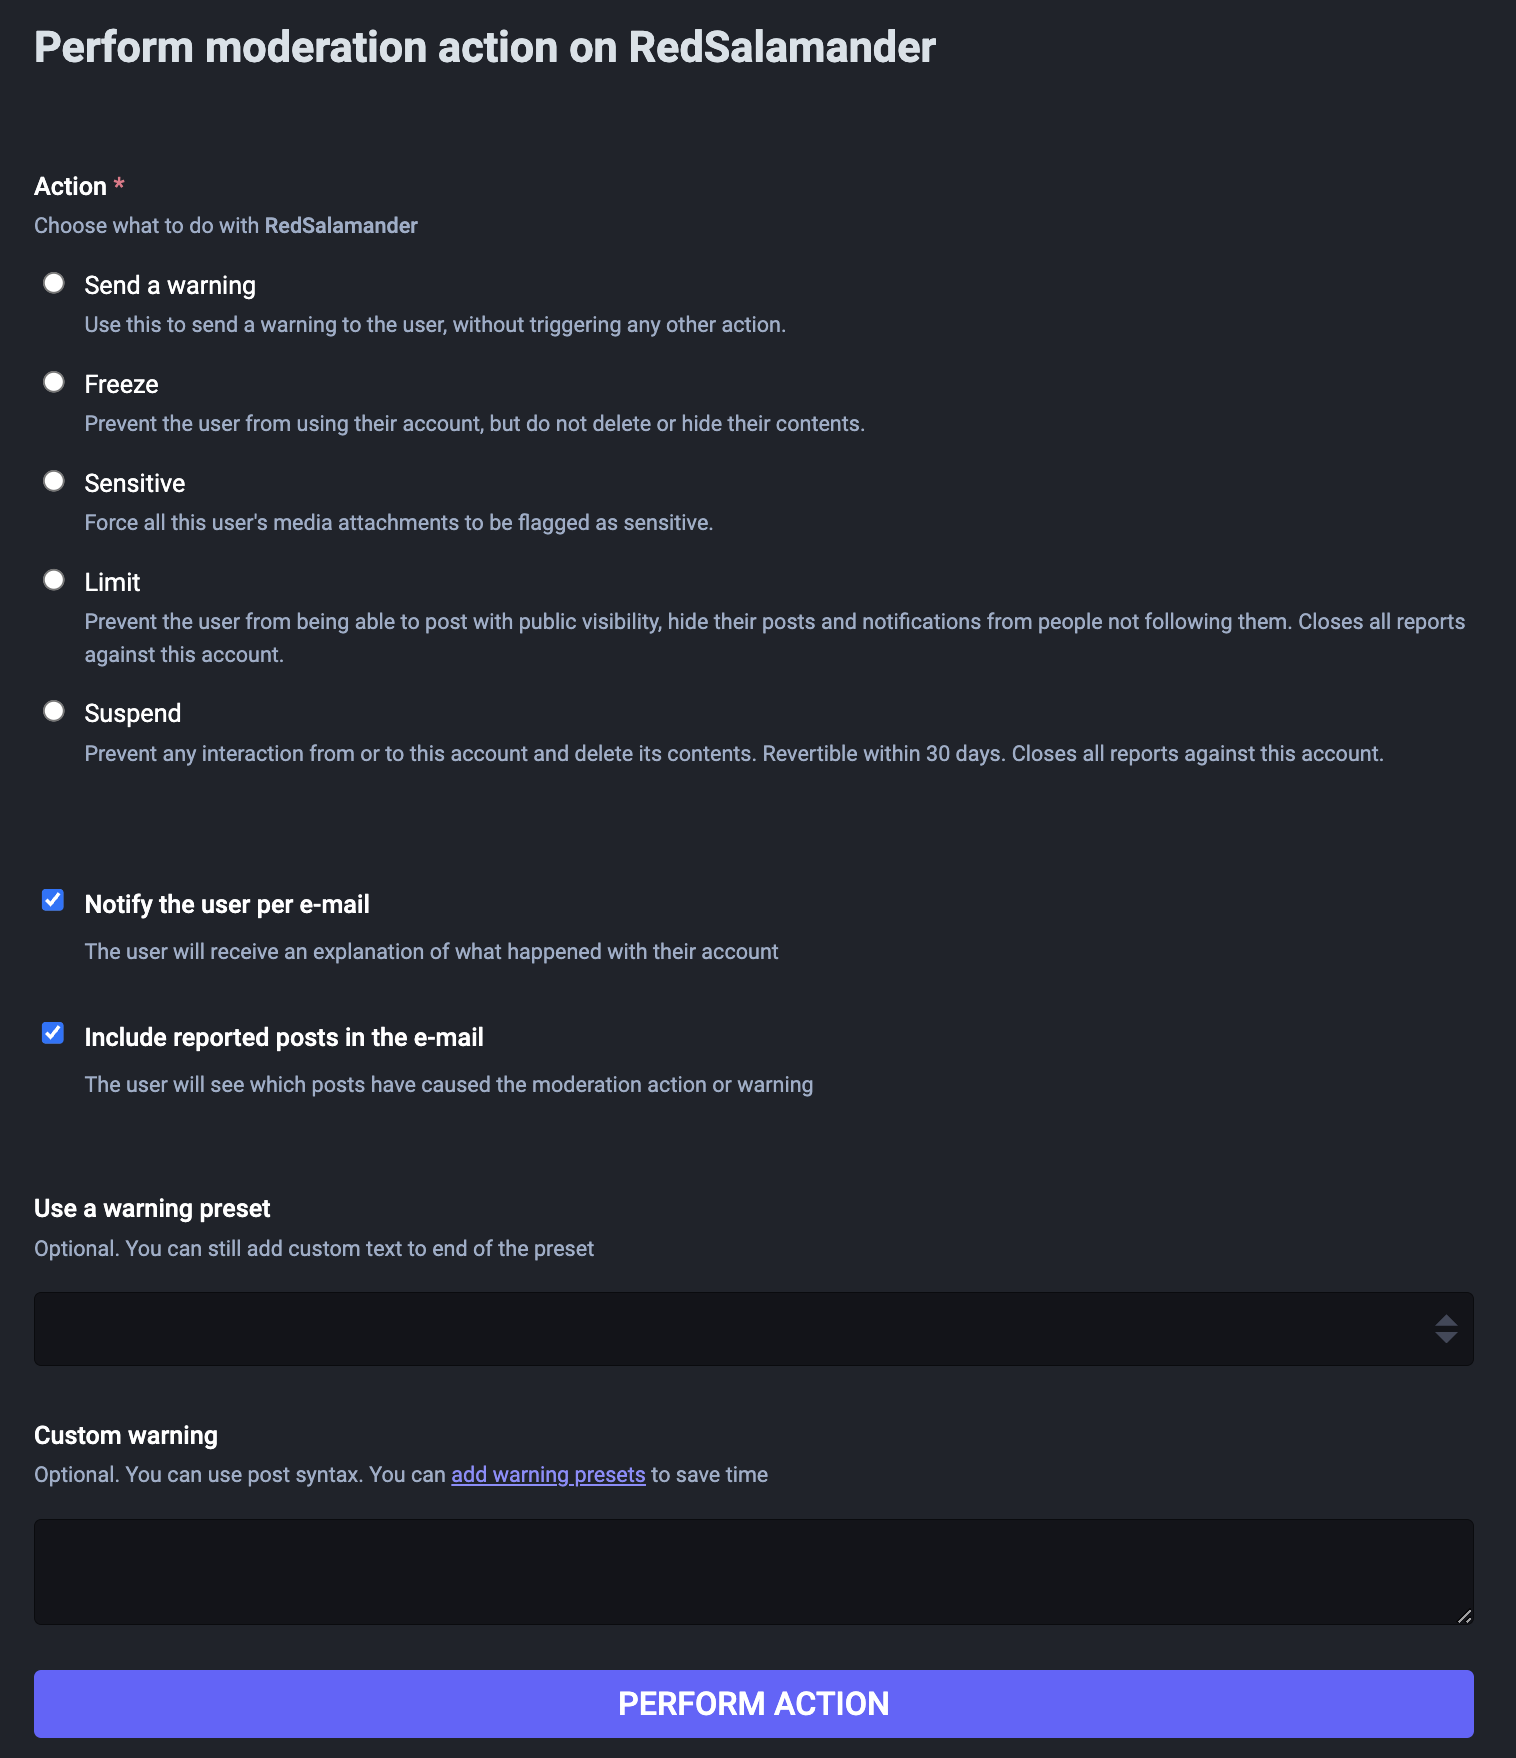 Perform moderation action on RedSalamander
Action *
Choose what to do with RedSalamander
Send a warning
Use this to send a warning to the user, without triggering any other action.
Freeze
Prevent the user from using their account, but do not delete or hide their contents.
Sensitive
Force all this user's media attachments to be flagged as sensitive.
Limit
Prevent the user from being able to post with public visibility, hide their posts and notifications from people not following them. Closes all reports
against this account.
Suspend
Prevent any interaction from or to this account and delete its contents. Revertible within 30 days. Closes all reports against this account.
Notify the user per e-mail
The user will receive an explanation of what happened with their account
Include reported posts in the e-mail
The user will see which posts have caused the moderation action or warning
Use a warning preset
Optional. You can still add custom text to end of the preset
Custom warning
Optional. You can use post syntax. You can add warning presets to save time
PERFORM ACTION